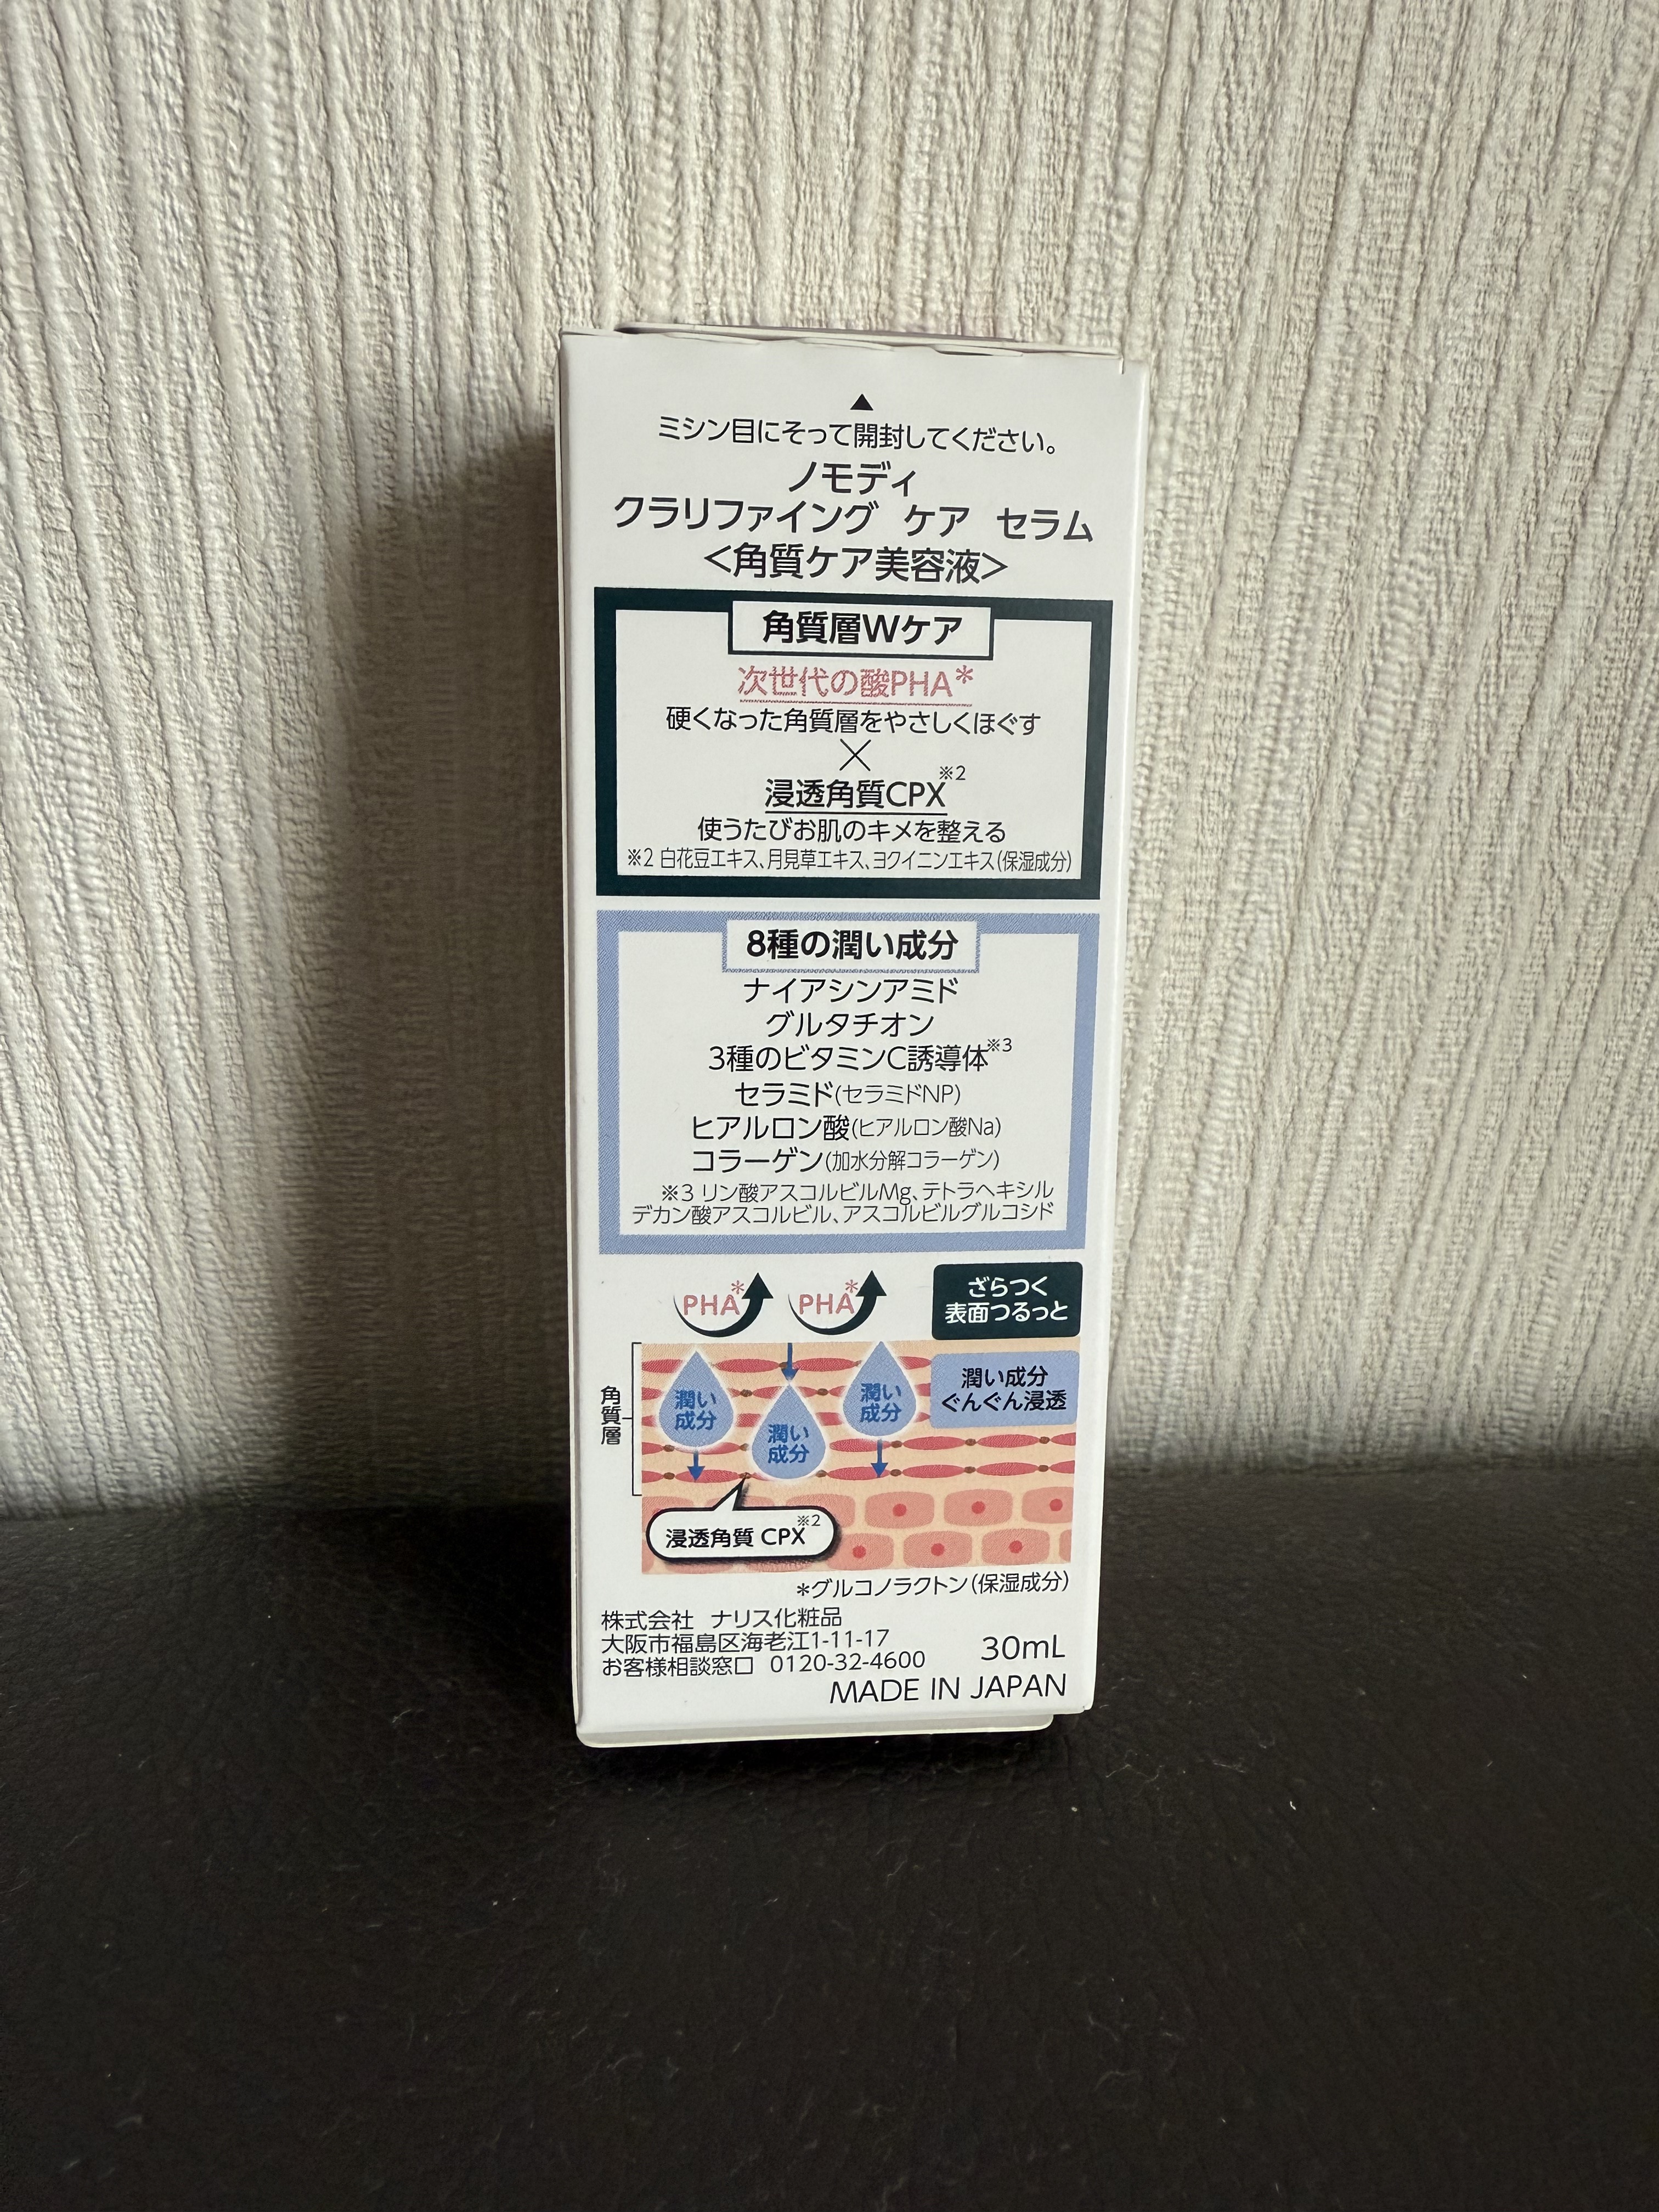 ▲
ミシン目にそって開封してください。
ノモディ
クラリファイング ケア セラム
<角質ケア美容液>
角質層Wケア
次世代の酸PHA*
硬くなった角質層をやさしくほぐす
×
浸透角質CPX※2
使うたびお肌のキメを整える
※2 白花豆エキス、月見草エキス、ヨクイニンエキス(保湿成分)
8種の潤い成分
ナイアシンアミド
グルタチオン
3種のビタミンC誘導体※3
セラミド(セラミドNP)
ヒアルロン酸(ヒアルロン酸Na)
コラーゲン(加水分解コラーゲン)
※3 リン酸アスコルビルMg、テトラヘキシル
デカン酸アスコルビル、アスコルビルグルコシド
PHA* PHA*
ざらつく
表面つるっと
角質層
潤い
成分
潤い
成分
潤い
成分
潤い成分
ぐんぐん浸透
浸透角質 CPX※2
*グルコノラクトン(保湿成分)
株式会社 ナリス化粧品
大阪市福島区海老江1-11-17
お客様相談窓口 0120-32-4600
30mL
MADE IN JAPAN